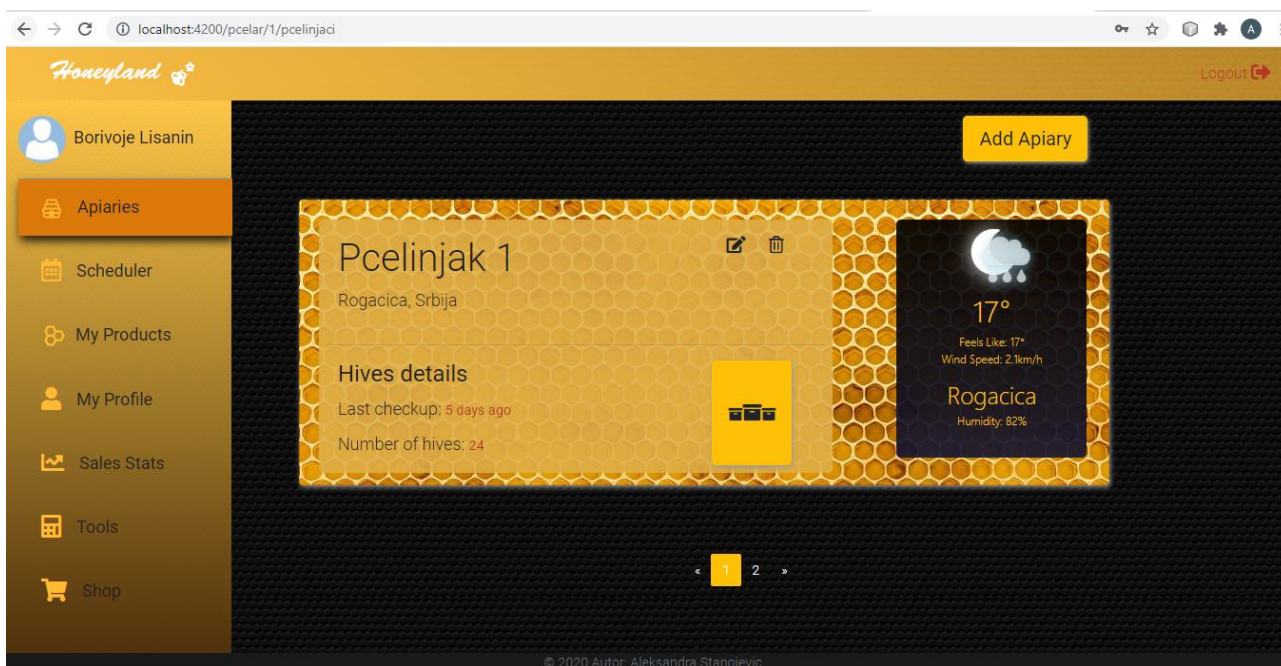 localhost:4200/pcelar/1/pcelinjaci
A
Honeyland
Logout
Borivoje Lisanin
Add Apiary
Apiaries
Scheduler
My Products
My Profile
Sales Stats
Tools
Shop
Pcelinjak 1
Rogacica, Srbija
Hives details
Last checkup: 5 days ago
Number of hives: 24
17°
Feels Like: 17°
Wind Speed: 2.1km/h
Rogacica
Humidity: 82%
« 1 2 »
© 2020 Autor: Aleksandra Stanojevic